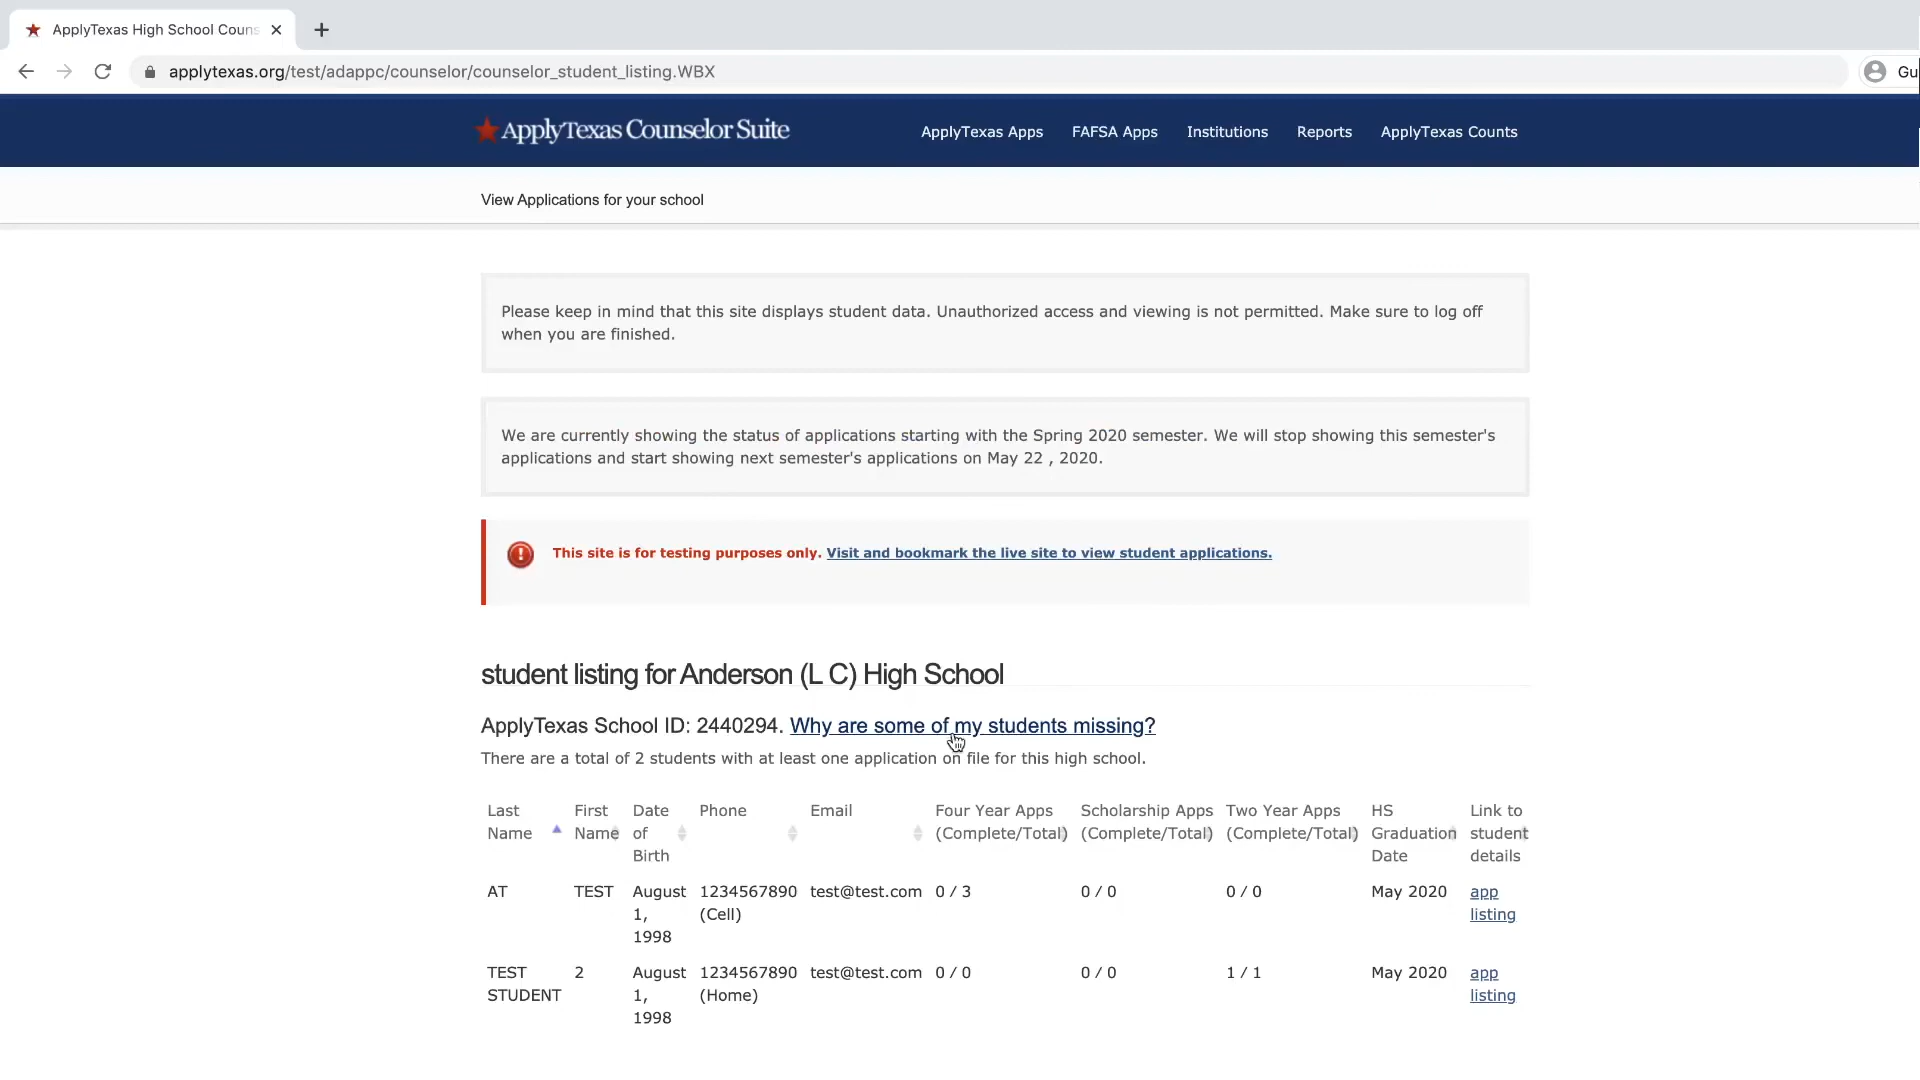 ApplyTexas High School Couns
applytexas.org/test/adappc/counselor/counselor_student_listing.WBX
Gu
ApplyTexas Counselor Suite
ApplyTexas Apps FAFSA Apps Institutions Reports ApplyTexas Counts
View Applications for your school
Please keep in mind that this site displays student data. Unauthorized access and viewing is not permitted. Make sure to log off
when you are finished.
We are currently showing the status of applications starting with the Spring 2020 semester. We will stop showing this semester's
applications and start showing next semester's applications on May 22 , 2020.
This site is for testing purposes only. Visit and bookmark the live site to view student applications.
student listing for Anderson (L C) High School
ApplyTexas School ID: 2440294. Why are some of my students missing?
There are a total of 2 students with at least one application on file for this high school.
Last First Date Phone Email Four Year Apps Scholarship Apps Two Year Apps HS Link to
Name Name of (Complete/Total) (Complete/Total) (Complete/Total) Graduation student
Birth Date details
AT TEST August 1234567890 test@test.com 0 / 3 0 / 0 0 / 0 May 2020 app
1, (Cell) listing
1998
TEST 2 August 1234567890 test@test.com 0 / 0 0 / 0 1 / 1 May 2020 app
STUDENT 1, (Home) listing
1998